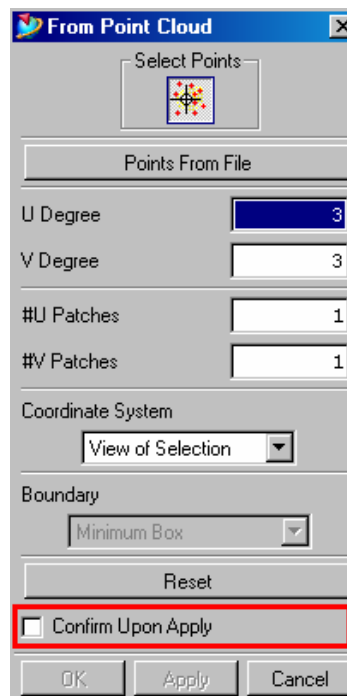 From Point Cloud
Select Points
Points From File
U Degree 3
V Degree 3
#U Patches 1
#V Patches 1
Coordinate System
View of Selection
Boundary
Minimum Box
Reset
Confirm Upon Apply
OK Apply Cancel